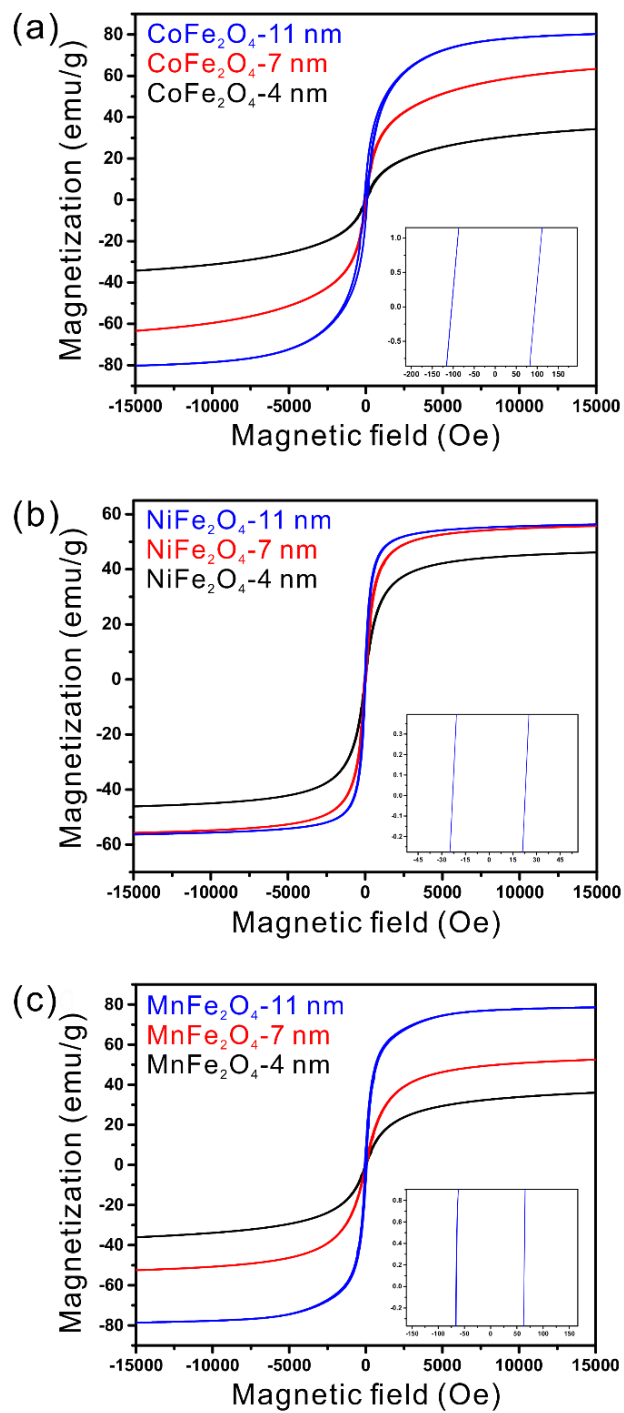 (a)
CoFe₂O₄-11 nm
CoFe₂O₄-7 nm
CoFe₂O₄-4 nm
Magnetization (emu/g)
80
60
40
20
0
-20
-40
-60
-80
1.0
0.5
0.0
-0.5
-200 -150 -100 -50 0 50 100 150
-15000 -10000 -5000 0 5000 10000 15000
Magnetic field (Oe)
(b)
NiFe₂O₄-11 nm
NiFe₂O₄-7 nm
NiFe₂O₄-4 nm
Magnetization (emu/g)
60
40
20
0
-20
-40
-60
0.3
0.2
0.1
0.0
-0.1
-0.2
-45 -30 -15 0 15 30 45
-15000 -10000 -5000 0 5000 10000 15000
Magnetic field (Oe)
(c)
MnFe₂O₄-11 nm
MnFe₂O₄-7 nm
MnFe₂O₄-4 nm
Magnetization (emu/g)
80
60
40
20
0
-20
-40
-60
-80
0.8
0.6
0.4
0.2
0.0
-0.2
-150 -100 -50 0 50 100 150
-15000 -10000 -5000 0 5000 10000 15000
Magnetic field (Oe)